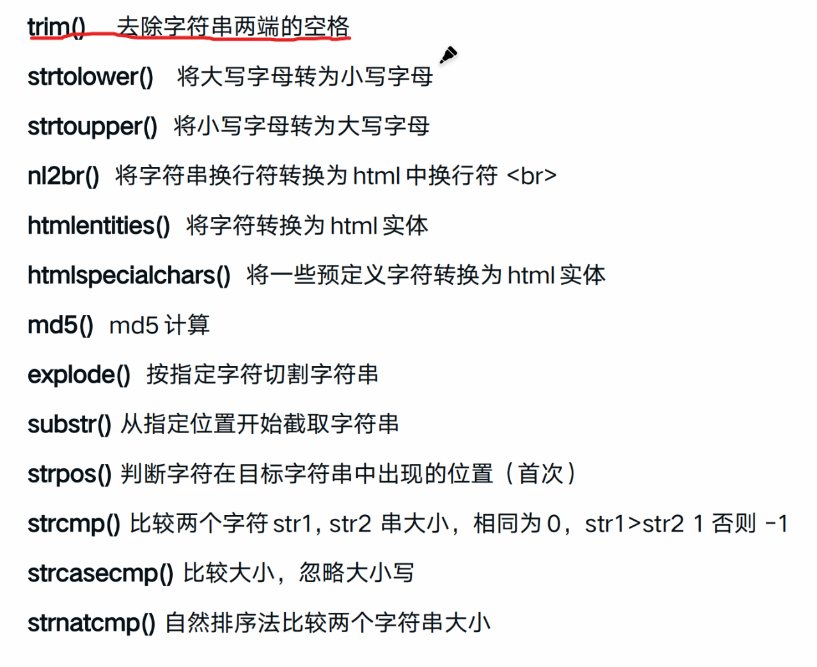 trim() 去除字符串两端的空格
strtolower() 将大写字母转为小写字母
strtoupper() 将小写字母转为大写字母
nl2br() 将字符串换行符转换为 html 中换行符 <br>
htmlentities() 将字符转换为 html 实体
htmlspecialchars() 将一些预定义字符转换为 html 实体
md5() md5 计算
explode() 按指定字符切割字符串
substr() 从指定位置开始截取字符串
strpos() 判断字符在目标字符串中出现的位置（首次）
strcmp() 比较两个字符 str1, str2 串大小，相同为 0，str1>str2 1 否则 -1
strcasecmp() 比较大小，忽略大小写
strnatcmp() 自然排序法比较两个字符串大小